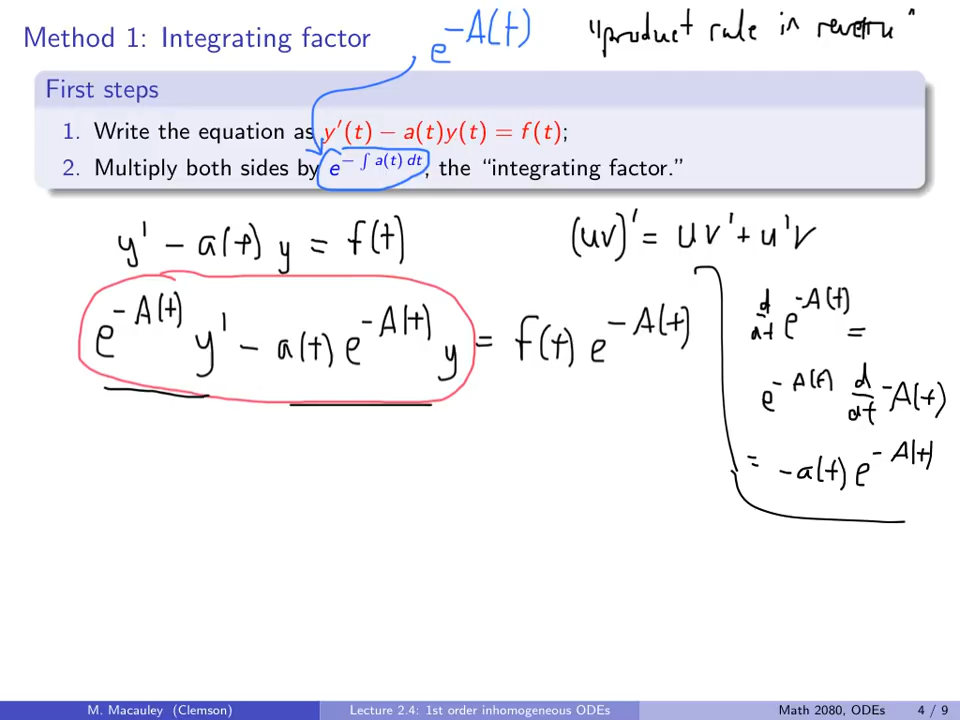 Method 1: Integrating factor
e^{-A(t)}
"product rule in reverse"
First steps
1. Write the equation as y′(t) − a(t)y(t) = f(t);
2. Multiply both sides by e^{− ∫ a(t) dt}, the “integrating factor.”
y' − a(t) y = f(t)
(uv)' = uv' + u'v
e^{-A(t)} y' − a(t) e^{-A(t)} y = f(t) e^{-A(t)}
d/dt e^{-A(t)} =
e^{-A(t)} d/dt -A(t)
= -a(t) e^{-A(t)}
M. Macauley (Clemson)
Lecture 2.4: 1st order inhomogeneous ODEs
Math 2080, ODEs
4 / 9